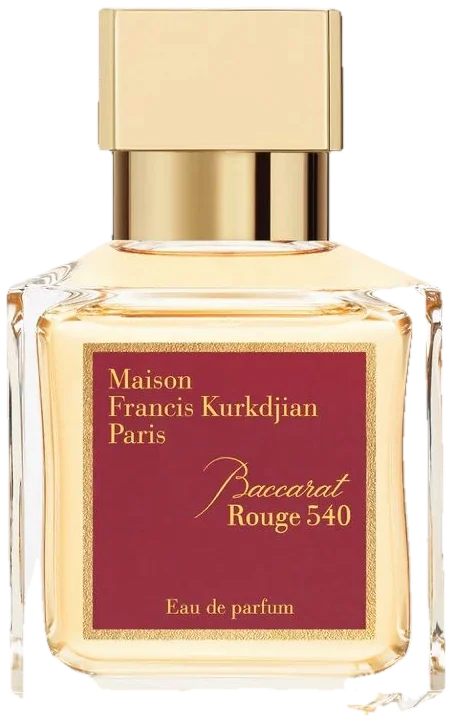 Maison
Francis Kurkdjian
Paris
Baccarat
Rouge 540
Eau de parfum